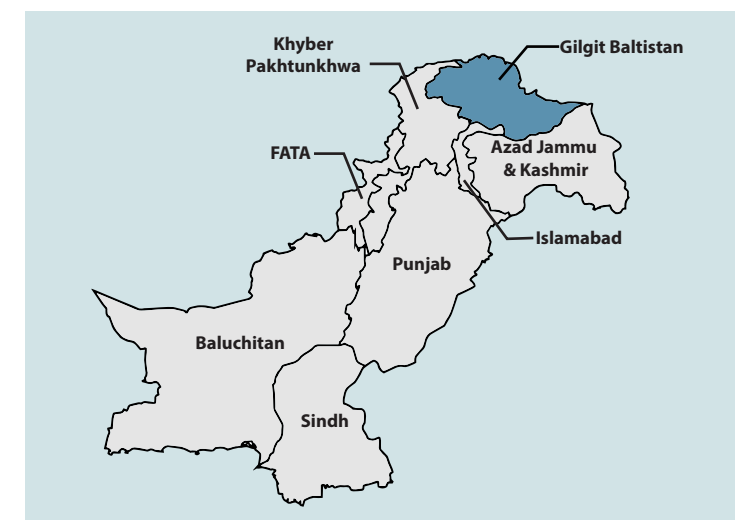 Khyber
Pakhtunkhwa
Gilgit Baltistan
FATA
Azad Jammu
& Kashmir
Islamabad
Punjab
Baluchitan
Sindh